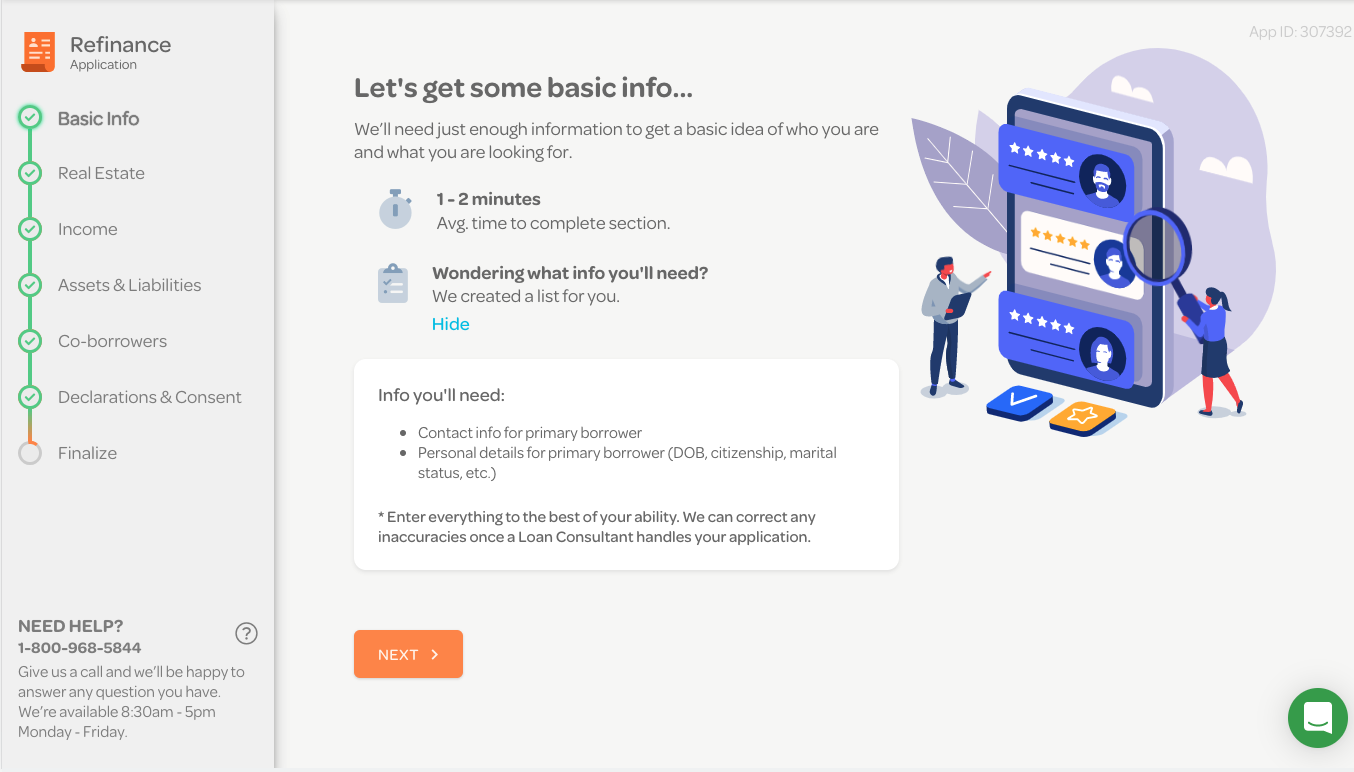 Refinance
Application
Basic Info
Real Estate
Income
Assets & Liabilities
Co-borrowers
Declarations & Consent
Finalize
NEED HELP?
1-800-968-5844
Give us a call and we’ll be happy to
answer any question you have.
We’re available 8:30am - 5pm
Monday - Friday.
?
App ID: 307392
Let's get some basic info...
We’ll need just enough information to get a basic idea of who you are
and what you are looking for.
1 - 2 minutes
Avg. time to complete section.
Wondering what info you'll need?
We created a list for you.
Hide
Info you'll need:
• Contact info for primary borrower
• Personal details for primary borrower (DOB, citizenship, marital
status, etc.)
* Enter everything to the best of your ability. We can correct any
inaccuracies once a Loan Consultant handles your application.
NEXT